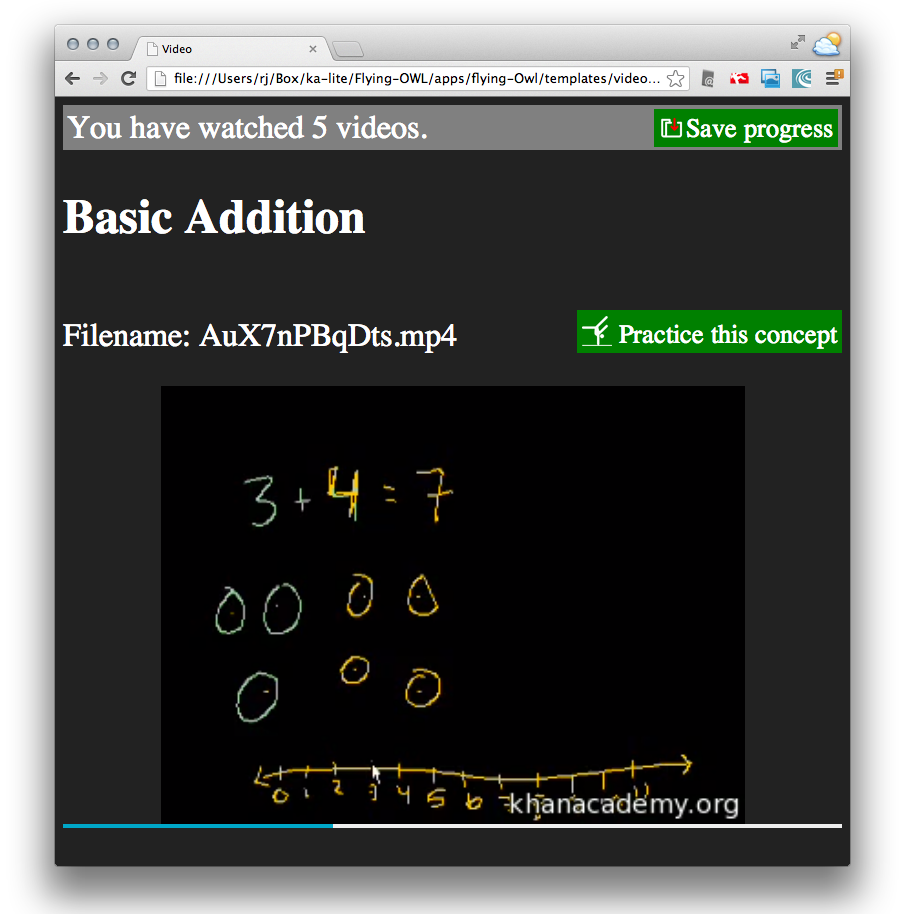 Video
file:///Users/rj/Box/ka-lite/Flying-OWL/apps/flying-Owl/templates/video...
You have watched 5 videos.
Save progress
Basic Addition
Filename: AuX7nPBqDts.mp4
Practice this concept
3 + 4 = 7
0 1 2 3 4 5 6 7
khanacademy.org